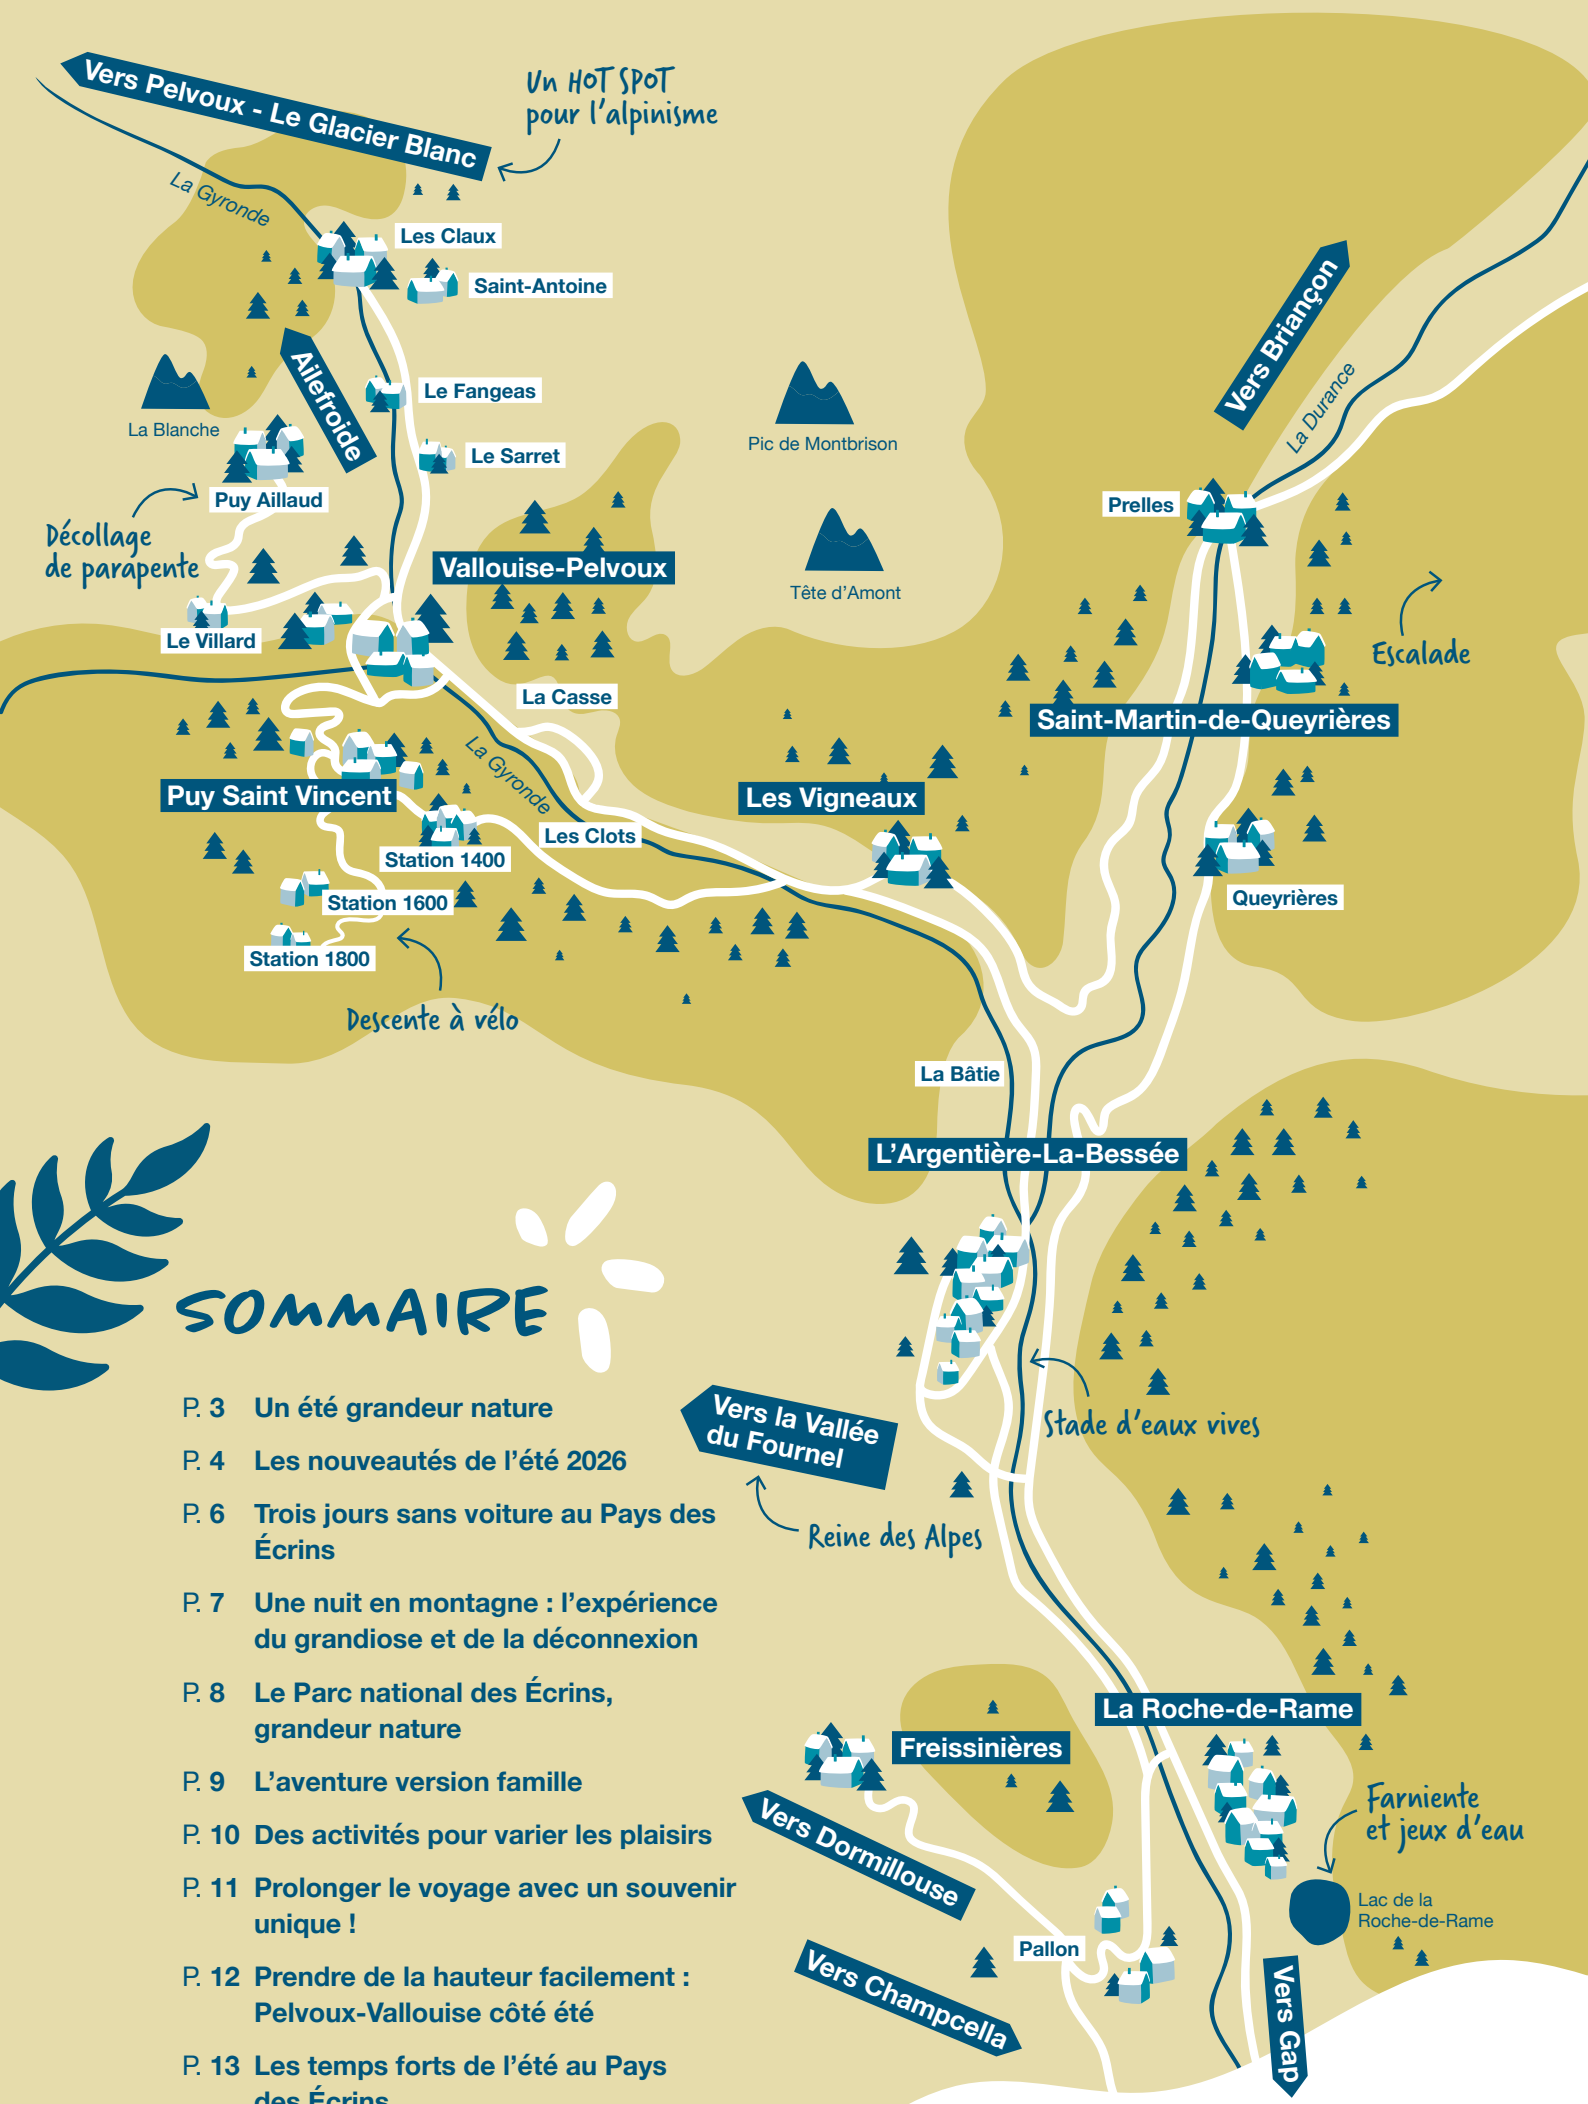 Vers Pelvoux - Le Glacier Blanc
Un HOT SPOT
pour l'alpinisme
La Gyronde
Les Claux
Saint-Antoine
Ailefroide
Vers Briançon
La Durance
La Blanche
Le Fangeas
Pic de Montbrison
Le Sarret
Puy Aillaud
Prelles
Décollage
de parapente
Vallouise-Pelvoux
Tête d'Amont
Le Villard
Escalade
La Casse
Saint-Martin-de-Queyrières
La Gyronde
Puy Saint Vincent
Les Vigneaux
Les Clots
Station 1400
Station 1600
Queyrières
Station 1800
Descente à vélo
La Bâtie
L'Argentière-La-Bessée
SOMMAIRE
P. 3 Un été grandeur nature
P. 4 Les nouveautés de l'été 2026
P. 6 Trois jours sans voiture au Pays des
Écrins
P. 7 Une nuit en montagne : l'expérience
du grandiose et de la déconnexion
P. 8 Le Parc national des Écrins,
grandeur nature
P. 9 L'aventure version famille
P. 10 Des activités pour varier les plaisirs
P. 11 Prolonger le voyage avec un souvenir
unique !
P. 12 Prendre de la hauteur facilement :
Pelvoux-Vallouise côté été
P. 13 Les temps forts de l'été au Pays
des Écrins
Vers la Vallée
du Fournel
Stade d'eaux vives
Reine des Alpes
La Roche-de-Rame
Freissinières
Vers Dormillouse
Farniente
et jeux d'eau
Lac de la
Roche-de-Rame
Pallon
Vers Champcella
Vers Gap